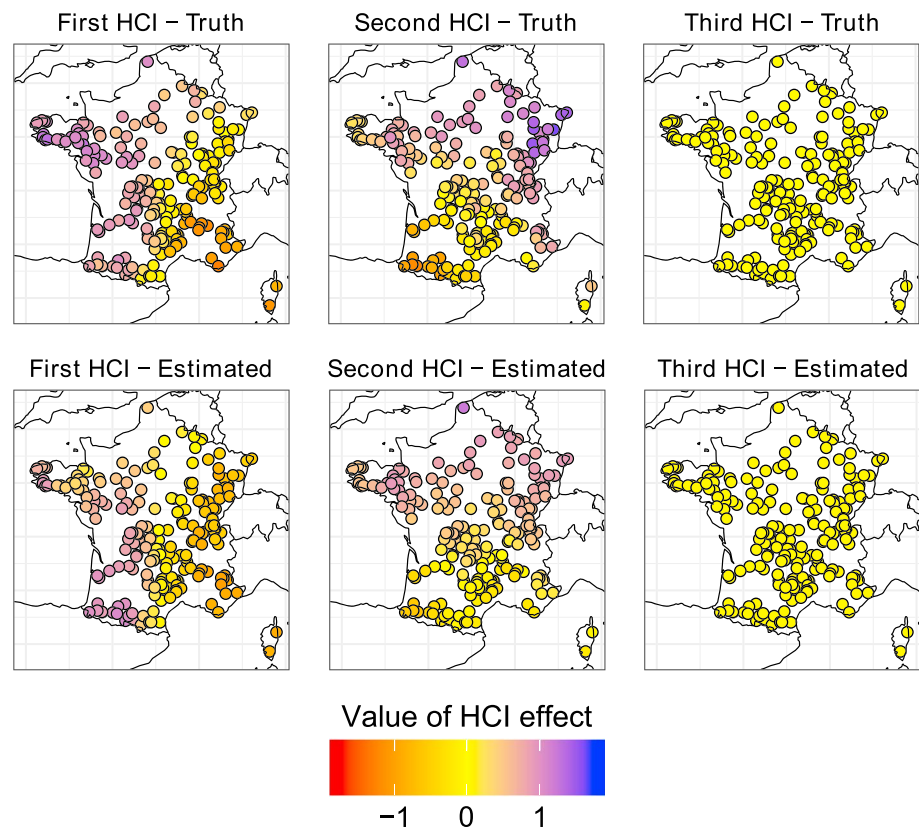 First HCI − Truth
Second HCI − Truth
Third HCI − Truth
First HCI − Estimated
Second HCI − Estimated
Third HCI − Estimated
Value of HCI effect
−1 0 1